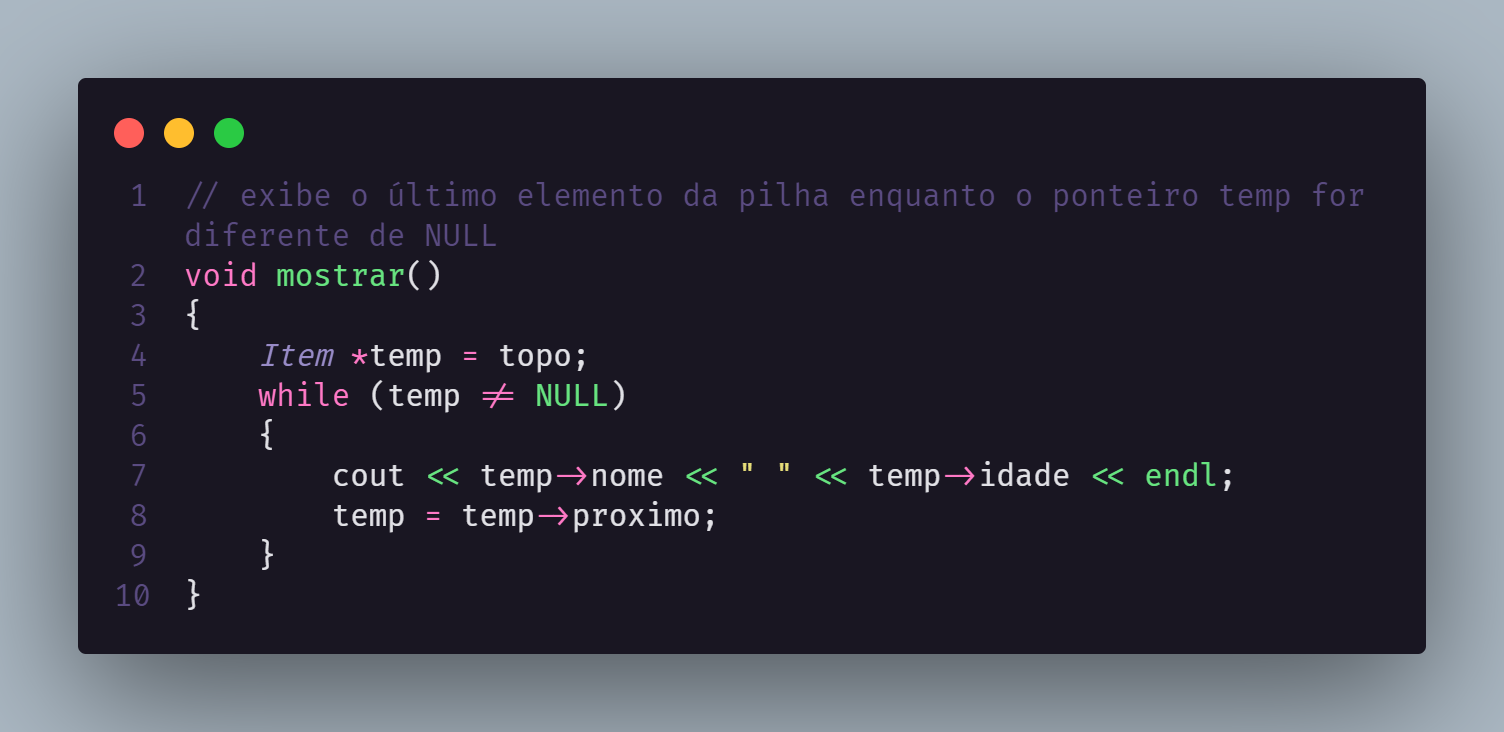 1 // exibe o último elemento da pilha enquanto o ponteiro temp for
diferente de NULL
2 void mostrar()
3 {
4     Item *temp = topo;
5     while (temp != NULL)
6     {
7         cout << temp->nome << " " << temp->idade << endl;
8         temp = temp->proximo;
9     }
10 }